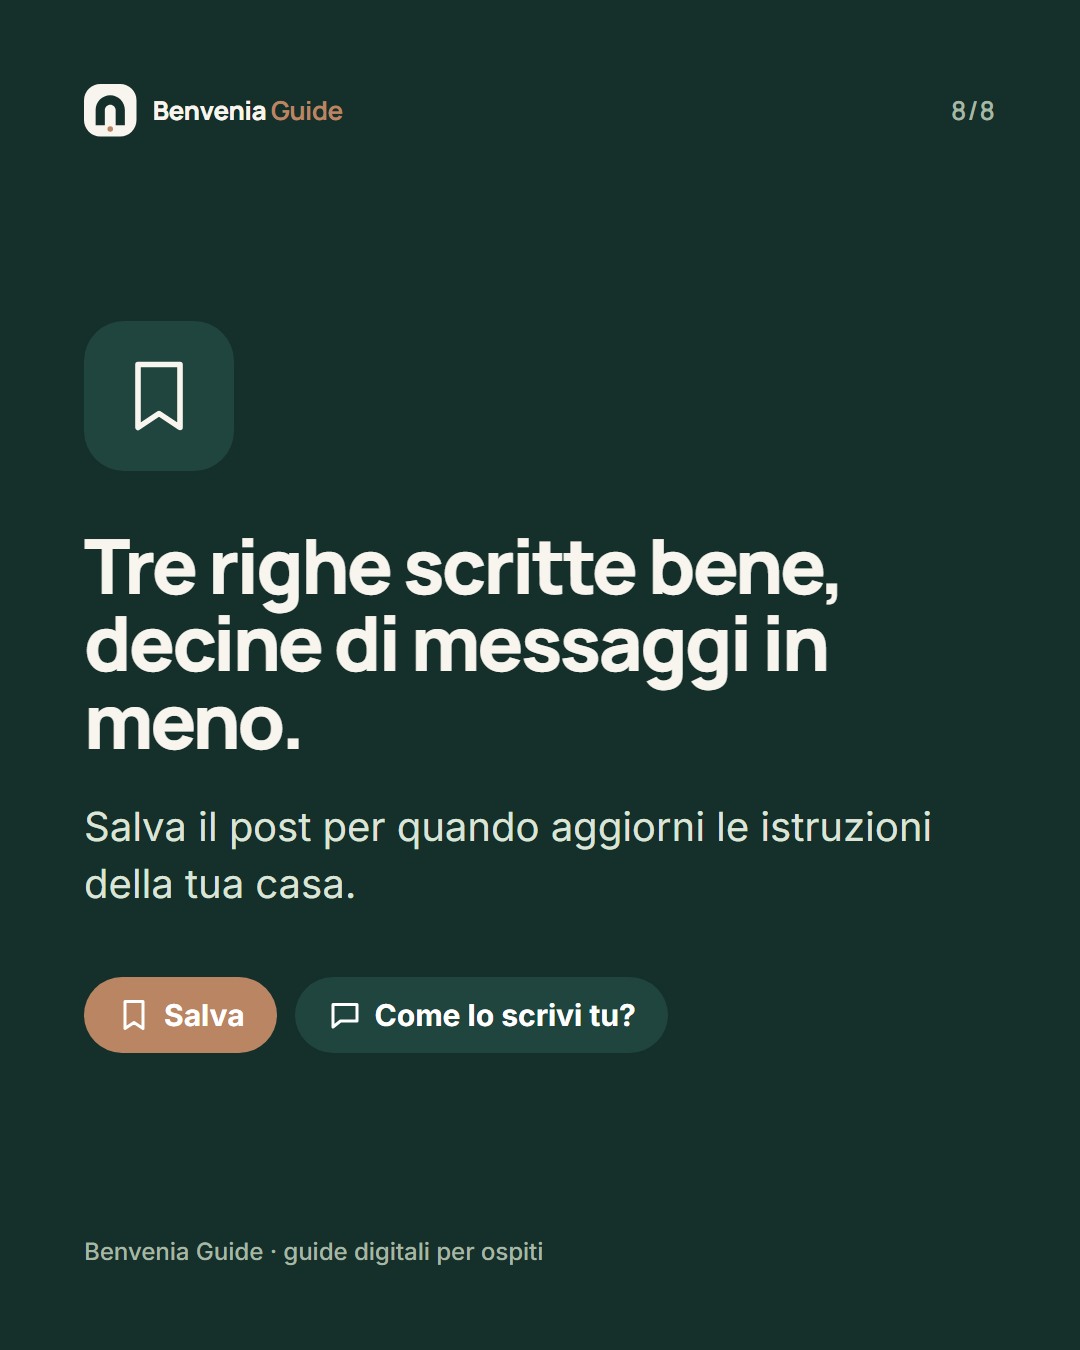 Benvenia Guide
8/8
Tre righe scritte bene,
decine di messaggi in
meno.
Salva il post per quando aggiorni le istruzioni
della tua casa.
Salva
Come lo scrivi tu?
Benvenia Guide · guide digitali per ospiti